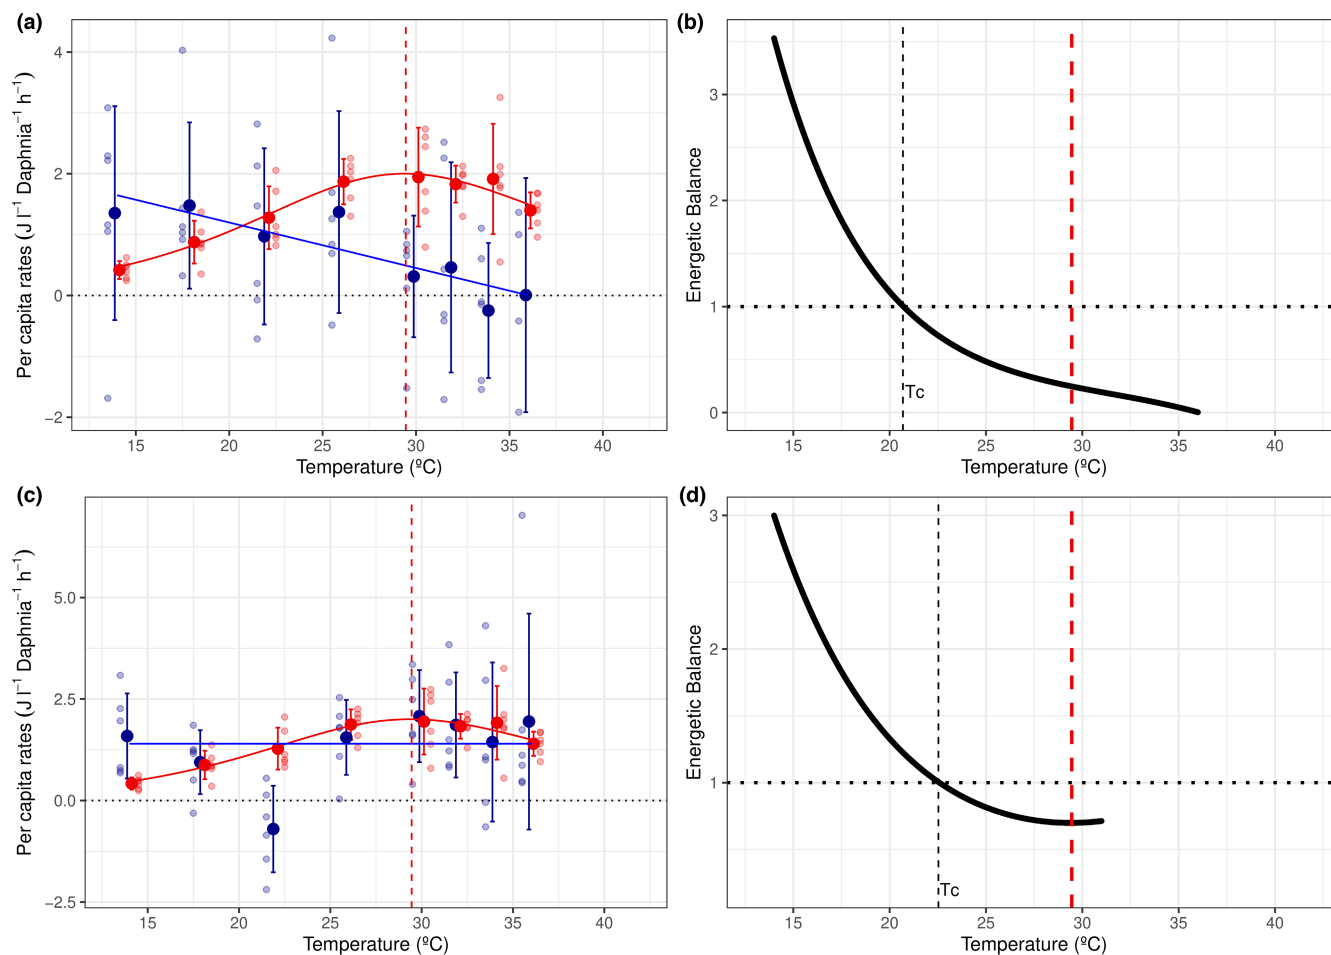 (a)
Per capita rates (J l⁻¹ Daphnia⁻¹ h⁻¹)
4
2
0
−2
15 20 25 30 35 40
Temperature (ºC)
(b)
Energetic Balance
3
2
1
0
Tc
15 20 25 30 35 40
Temperature (ºC)
(c)
Per capita rates (J l⁻¹ Daphnia⁻¹ h⁻¹)
5.0
2.5
0.0
−2.5
15 20 25 30 35 40
Temperature (ºC)
(d)
Energetic Balance
3
2
1
Tc
15 20 25 30 35 40
Temperature (ºC)